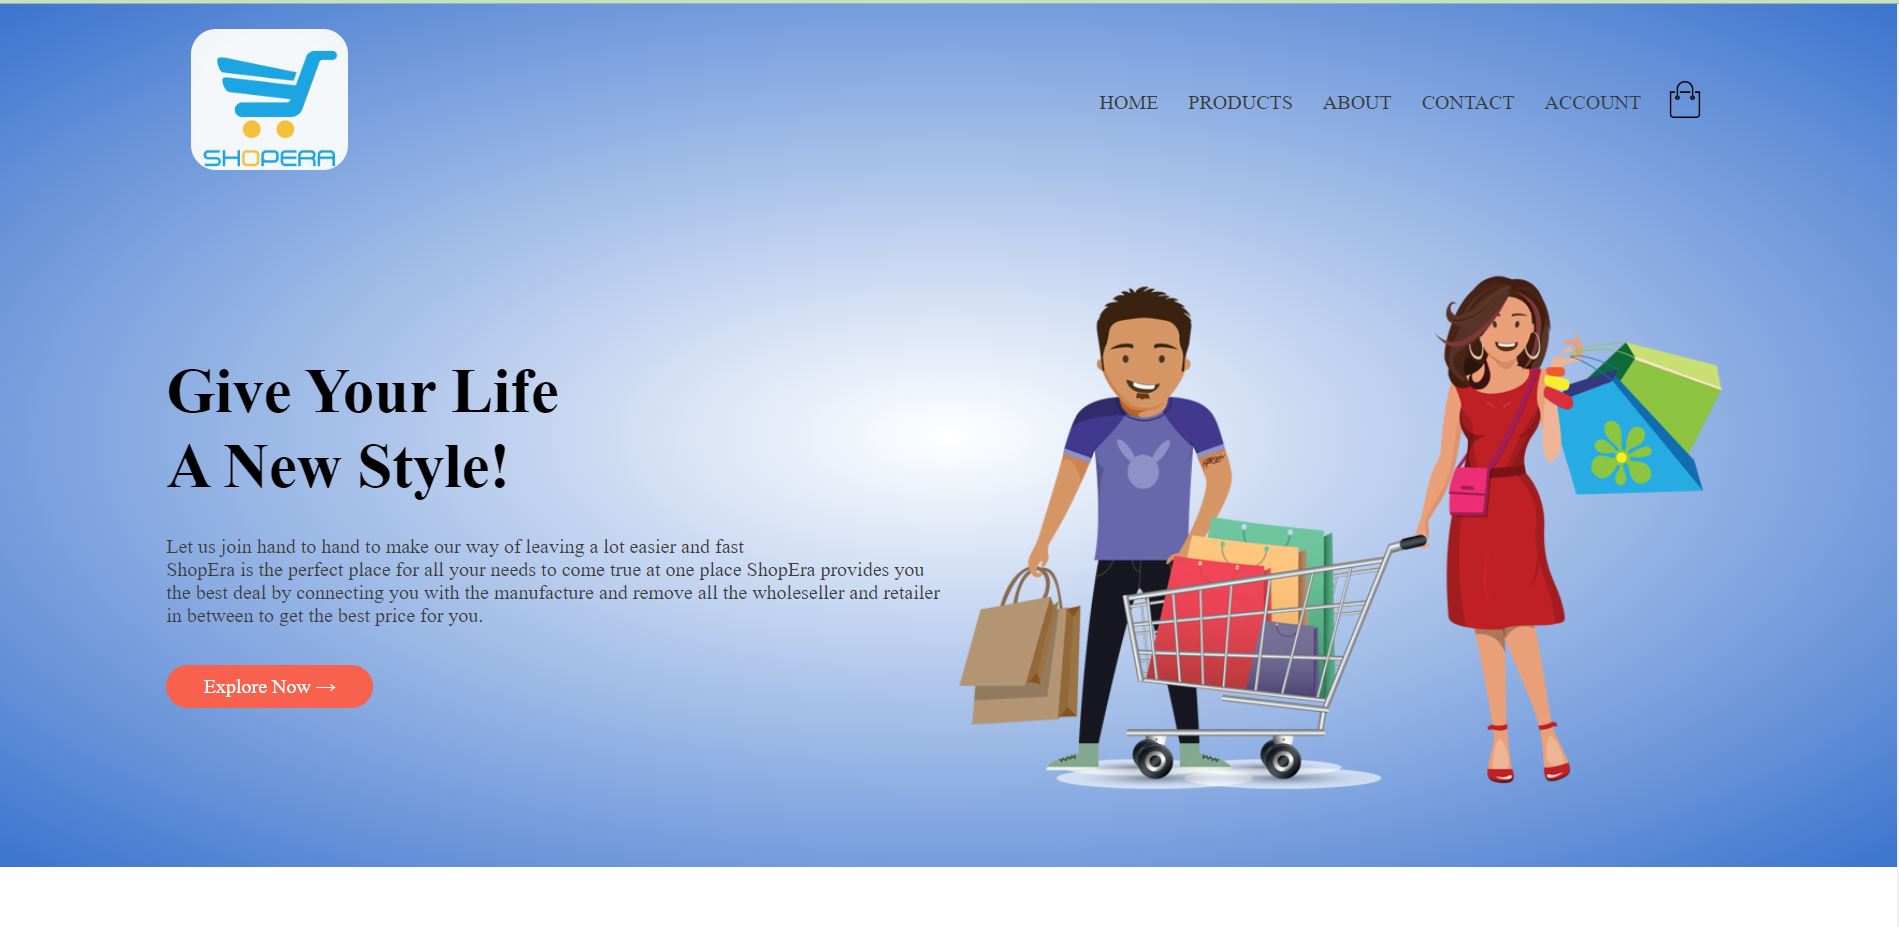 SHOPERA
HOME PRODUCTS ABOUT CONTACT ACCOUNT
Give Your Life
A New Style!
Let us join hand to hand to make our way of leaving a lot easier and fast
ShopEra is the perfect place for all your needs to come true at one place ShopEra provides you
the best deal by connecting you with the manufacture and remove all the wholeseller and retailer
in between to get the best price for you.
Explore Now →